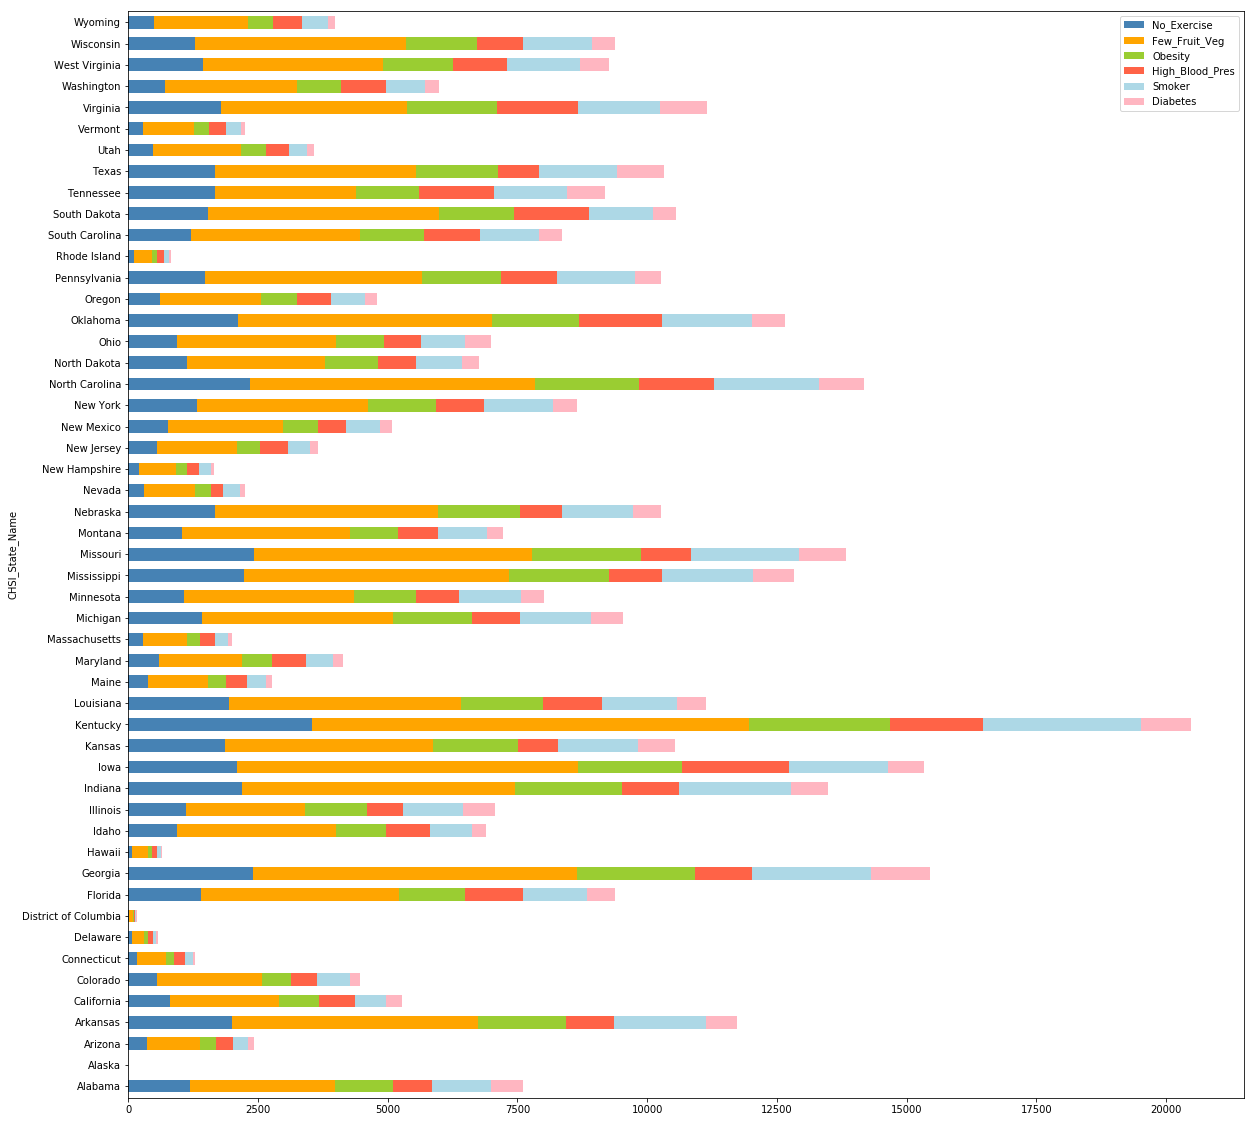 Wyoming
Wisconsin
West Virginia
Washington
Virginia
Vermont
Utah
Texas
Tennessee
South Dakota
South Carolina
Rhode Island
Pennsylvania
Oregon
Oklahoma
Ohio
North Dakota
North Carolina
New York
New Mexico
New Jersey
New Hampshire
Nevada
Nebraska
Montana
Missouri
Mississippi
Minnesota
Michigan
Massachusetts
Maryland
Maine
Louisiana
Kentucky
Kansas
Iowa
Indiana
Illinois
Idaho
Hawaii
Georgia
Florida
District of Columbia
Delaware
Connecticut
Colorado
California
Arkansas
Arizona
Alaska
Alabama
CHSI_State_Name
0 2500 5000 7500 10000 12500 15000 17500 20000
No_Exercise
Few_Fruit_Veg
Obesity
High_Blood_Pres
Smoker
Diabetes